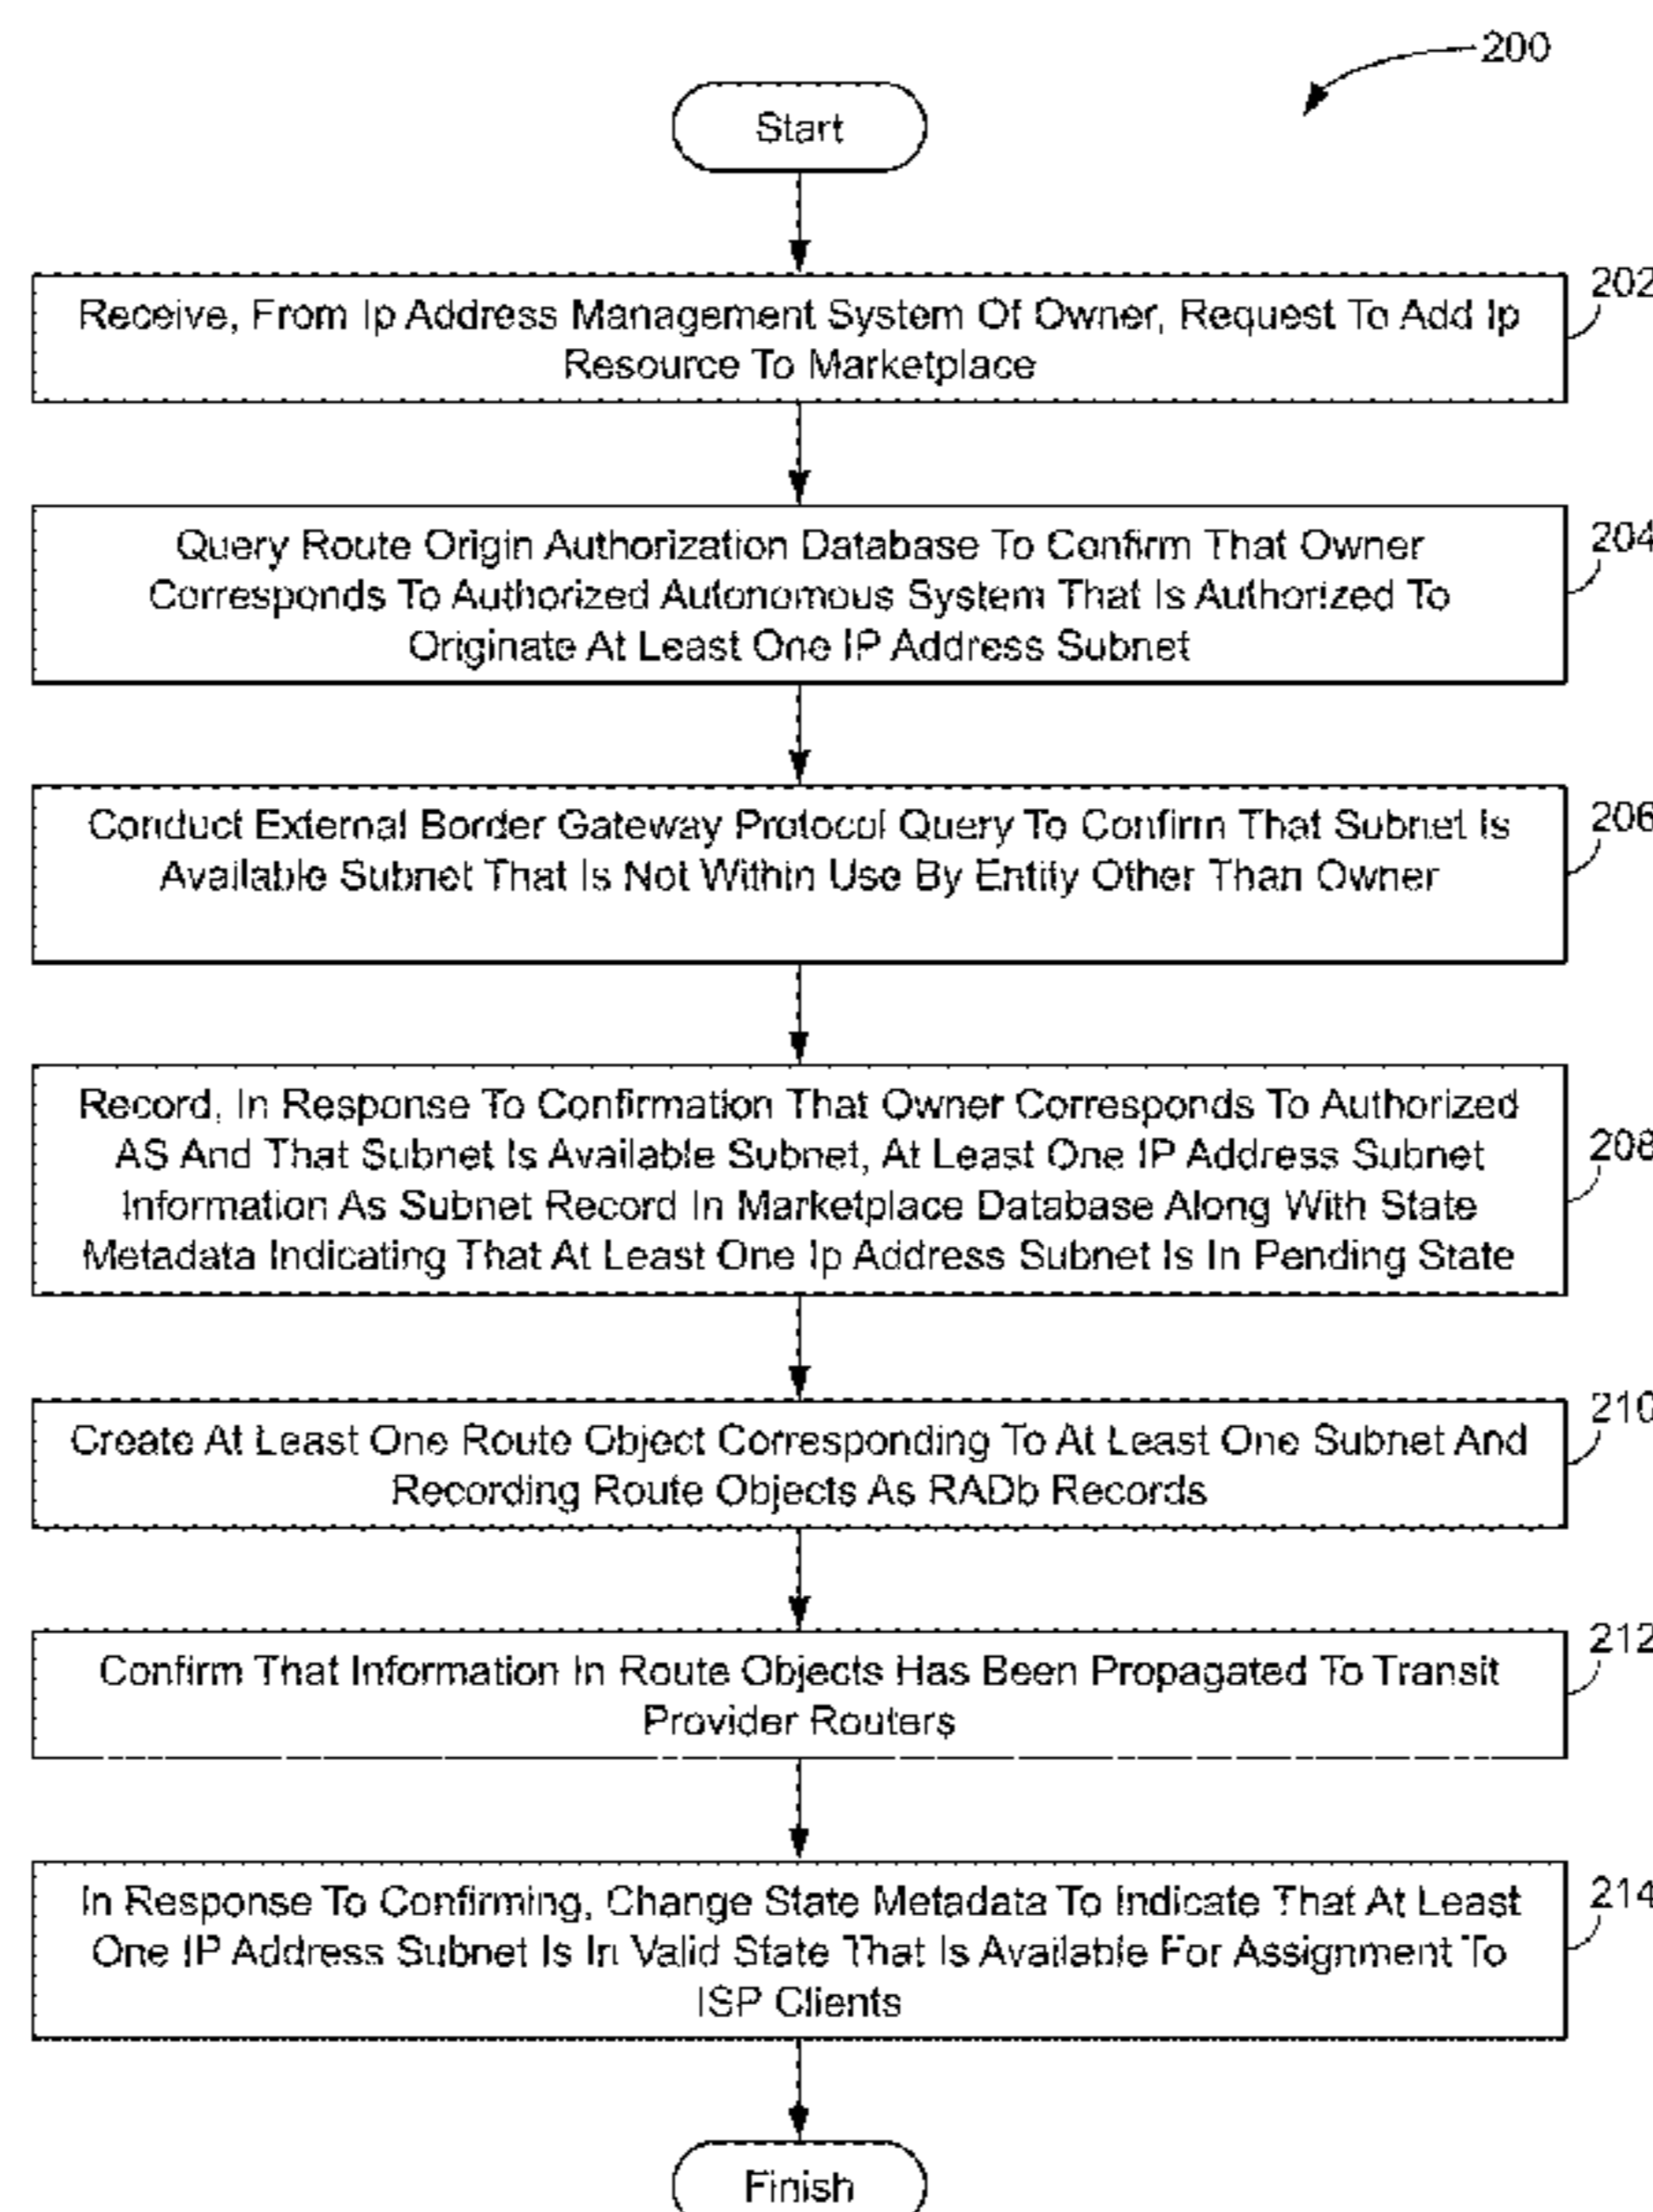 200
Start
Receive, From Ip Address Management System Of Owner, Request To Add Ip
Resource To Marketplace
202
Query Route Origin Authorization Database To Confirm That Owner
Corresponds To Authorized Autonomous System That Is Authorized To
Originate At Least One IP Address Subnet
204
Conduct External Border Gateway Protocol Query To Confirm That Subnet Is
Available Subnet That Is Not Within Use By Entity Other Than Owner
206
Record, In Response To Confirmation That Owner Corresponds To Authorized
AS And That Subnet Is Available Subnet, At Least One IP Address Subnet
Information As Subnet Record In Marketplace Database Along With State
Metadata Indicating That At Least One Ip Address Subnet Is In Pending State
208
Create At Least One Route Object Corresponding To At Least One Subnet And
Recording Route Objects As RADb Records
210
Confirm That Information In Route Objects Has Been Propagated To Transit
Provider Routers
212
In Response To Confirming, Change State Metadata To Indicate That At Least
One IP Address Subnet Is In Valid State That Is Available For Assignment To
ISP Clients
214
Finish